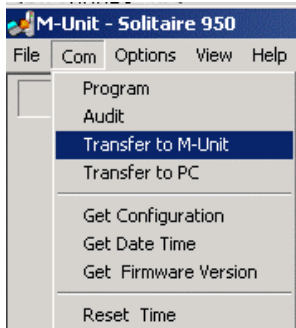 M-Unit - Solitaire 950
File Com Options View Help
Program
Audit
Transfer to M-Unit
Transfer to PC
Get Configuration
Get Date Time
Get Firmware Version
Reset Time